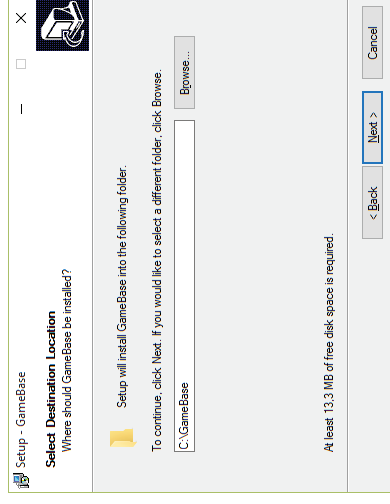 Setup - GameBase
Select Destination Location
Where should GameBase be installed?
Setup will install GameBase into the following folder.
To continue, click Next. If you would like to select a different folder, click Browse.
C:\GameBase
Browse...
At least 13,3 MB of free disk space is required.
< Back
Next >
Cancel